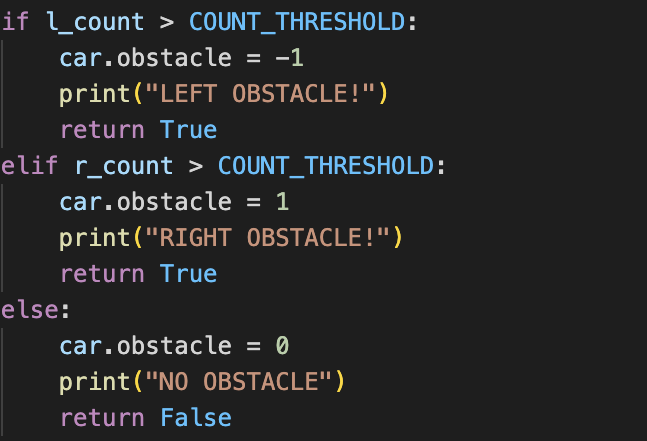 if l_count > COUNT_THRESHOLD:
    car.obstacle = -1
    print("LEFT OBSTACLE!")
    return True
elif r_count > COUNT_THRESHOLD:
    car.obstacle = 1
    print("RIGHT OBSTACLE!")
    return True
else:
    car.obstacle = 0
    print("NO OBSTACLE")
    return False